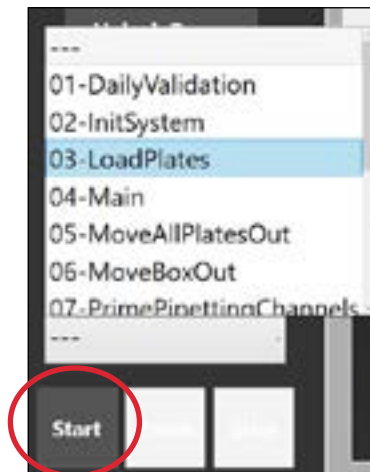 ---
01-DailyValidation
02-InitSystem
03-LoadPlates
04-Main
05-MoveAllPlatesOut
06-MoveBoxOut
07-PrimePipettingChannels
---
Start